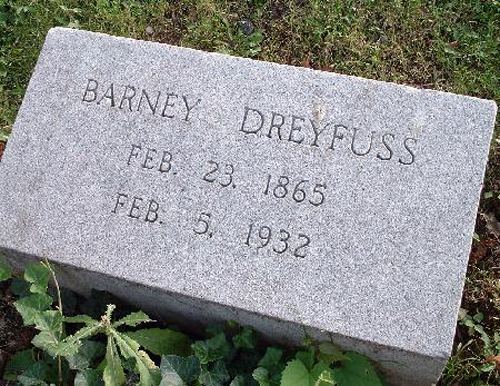 BARNEY DREYFUSS
FEB. 23. 1865
FEB. 5. 1932